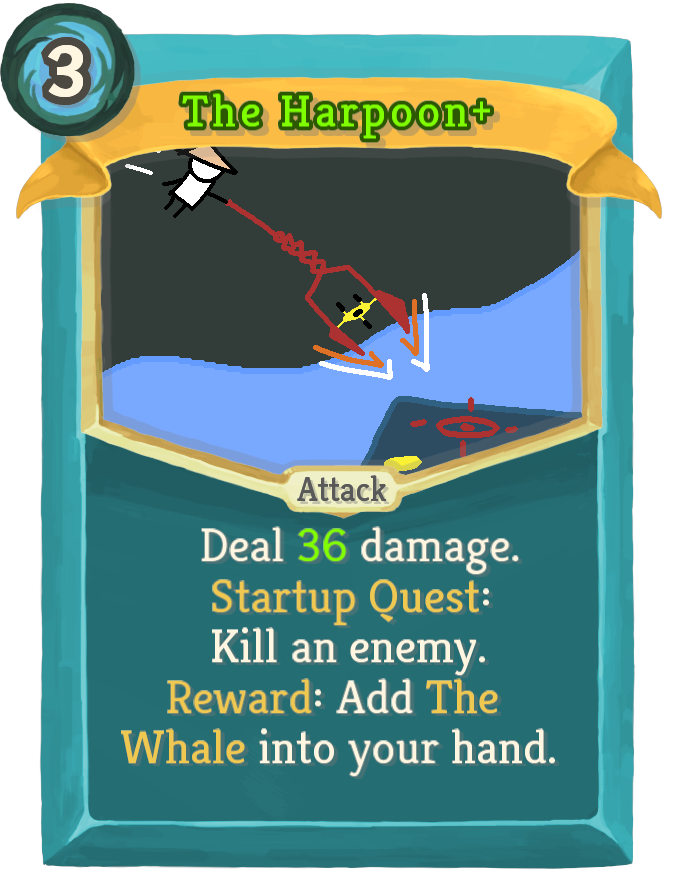 3
The Harpoon+
Attack
Deal 36 damage.
Startup Quest:
Kill an enemy.
Reward: Add The
Whale into your hand.